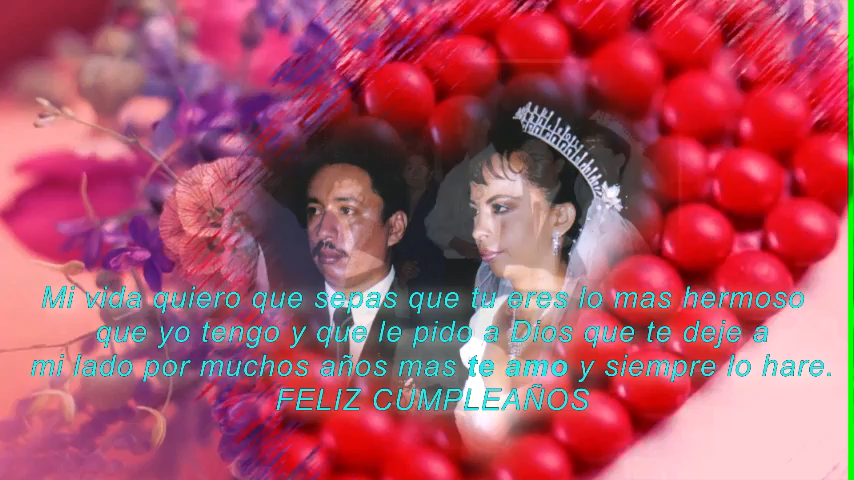 Mi vida quiero que sepas que tu eres lo mas hermoso
que yo tengo y que le pido a Dios que te deje a
mi lado por muchos años mas te amo y siempre lo hare.
FELIZ CUMPLEAÑOS